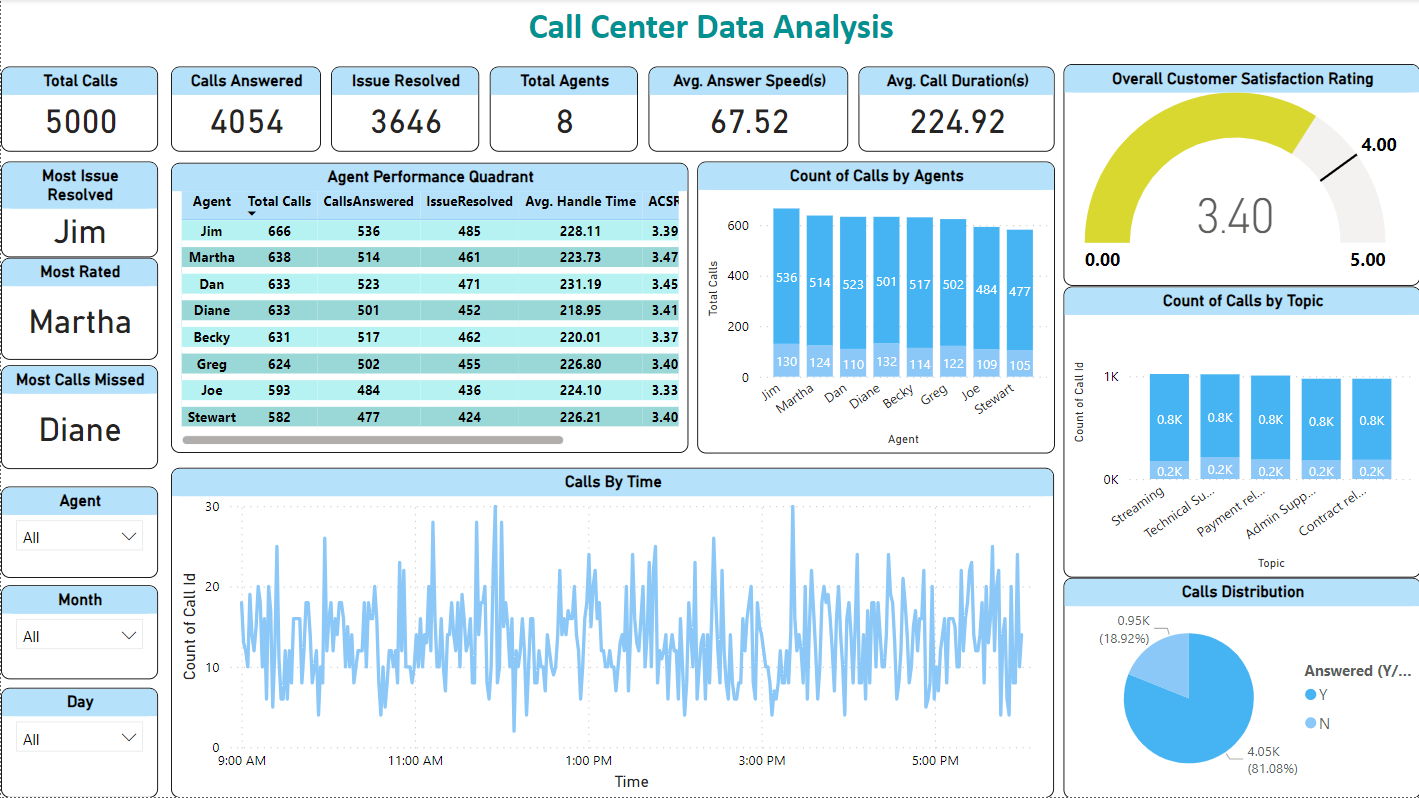 Call Center Data Analysis
Total Calls
5000
Calls Answered
4054
Issue Resolved
3646
Total Agents
8
Avg. Answer Speed(s)
67.52
Avg. Call Duration(s)
224.92
Overall Customer Satisfaction Rating
4.00
3.40
0.00
5.00
Most Issue
Resolved
Jim
Most Rated
Martha
Most Calls Missed
Diane
Agent
All
Month
All
Day
All
Agent Performance Quadrant
Agent Total Calls CallsAnswered IssueResolved Avg. Handle Time ACSR
Jim 666 536 485 228.11 3.39
Martha 638 514 461 223.73 3.47
Dan 633 523 471 231.19 3.45
Diane 633 501 452 218.95 3.41
Becky 631 517 462 220.01 3.37
Greg 624 502 455 226.80 3.40
Joe 593 484 436 224.10 3.33
Stewart 582 477 424 226.21 3.40
Count of Calls by Agents
Total Calls
600
400
200
0
536 514 523 501 517 502 484 477
130 124 110 132 114 122 109 105
Jim Martha Dan Diane Becky Greg Joe Stewart
Agent
Count of Calls by Topic
Count of Call Id
1K
0K
0.8K 0.8K 0.8K 0.8K 0.8K
0.2K 0.2K 0.2K 0.2K 0.2K
Streaming Technical Su... Payment rel... Admin Supp... Contract rel...
Topic
Calls By Time
Count of Call Id
30
20
10
0
9:00 AM 11:00 AM 1:00 PM 3:00 PM 5:00 PM
Time
Calls Distribution
0.95K
(18.92%)
4.05K
(81.08%)
Answered (Y/...
Y
N